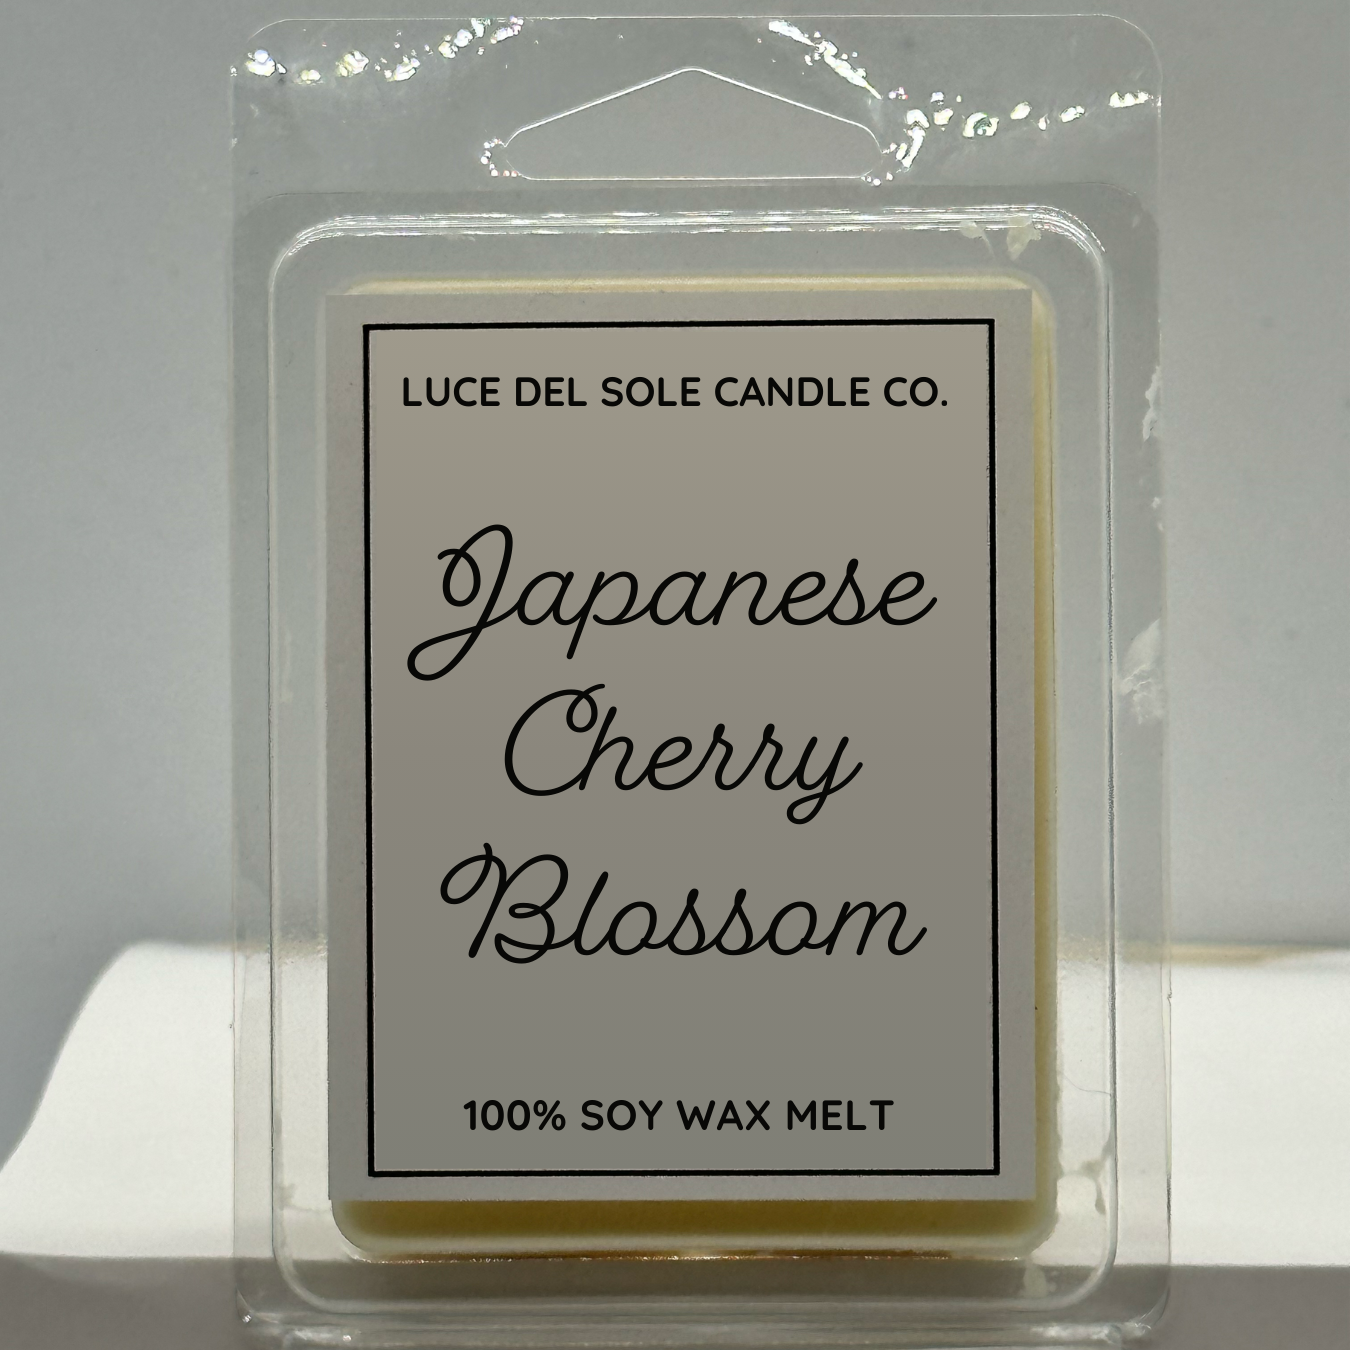 LUCE DEL SOLE CANDLE CO.
Japanese
Cherry
Blossom
100% SOY WAX MELT